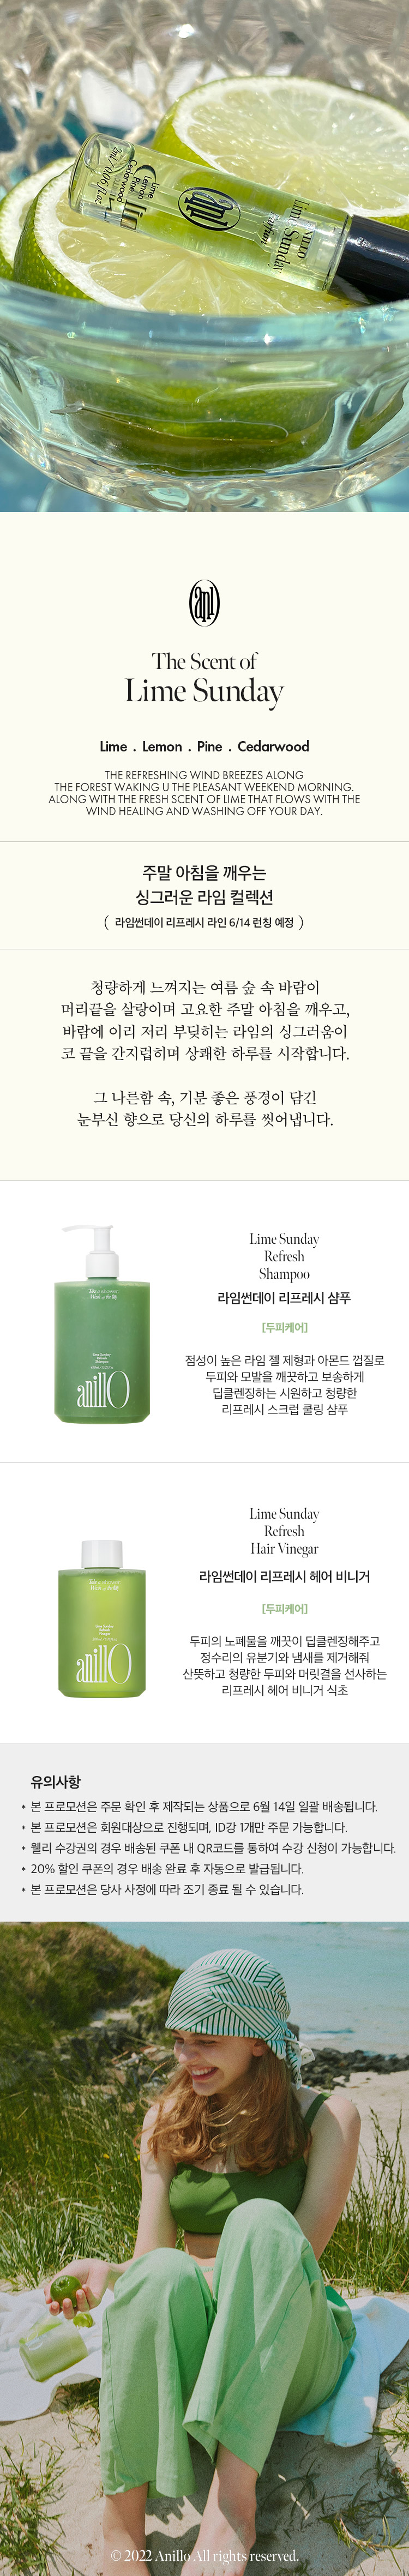 Lime
Lemon
Pine
Cedarwood
2ml / 0.06 fl.oz
Sunday
anl
The Scent of
Lime Sunday
Lime . Lemon . Pine . Cedarwood
THE REFRESHING WIND BREEZES ALONG
THE FOREST WAKING U THE PLEASANT WEEKEND MORNING.
ALONG WITH THE FRESH SCENT OF LIME THAT FLOWS WITH THE
WIND HEALING AND WASHING OFF YOUR DAY.
주말 아침을 깨우는
싱그러운 라임 컬렉션
( 라임썬데이 리프레시 라인 6/14 런칭 예정 )
청량하게 느껴지는 여름 숲 속 바람이
머리끝을 살랑이며 고요한 주말 아침을 깨우고,
바람에 이리 저리 부딪히는 라임의 싱그러움이
코 끝을 간지럽히며 상쾌한 하루를 시작합니다.
그 나른함 속, 기분 좋은 풍경이 담긴
눈부신 향으로 당신의 하루를 씻어냅니다.
Lime Sunday
Refresh
Shampoo
anillO
Lime Sunday
Refresh
Shampoo
라임썬데이 리프레시 샴푸
[두피케어]
점성이 높은 라임 젤 제형과 아몬드 껍질로
두피와 모발을 깨끗하고 보송하게
딥클렌징하는 시원하고 청량한
리프레시 스크럽 쿨링 샴푸
Lime Sunday
Refresh
Vinegar
anillO
Lime Sunday
Refresh
Hair Vinegar
라임썬데이 리프레시 헤어 비니거
[두피케어]
두피의 노폐물을 깨끗이 딥클렌징해주고
정수리의 유분기와 냄새를 제거해줘
산뜻하고 청량한 두피와 머릿결을 선사하는
리프레시 헤어 비니거 식초
유의사항
* 본 프로모션은 주문 확인 후 제작되는 상품으로 6월 14일 일괄 배송됩니다.
* 본 프로모션은 회원대상으로 진행되며, ID강 1개만 주문 가능합니다.
* 웰리 수강권의 경우 배송된 쿠폰 내 QR코드를 통하여 수강 신청이 가능합니다.
* 20% 할인 쿠폰의 경우 배송 완료 후 자동으로 발급됩니다.
* 본 프로모션은 당사 사정에 따라 조기 종료 될 수 있습니다.
© 2022 Anillo All rights reserved.